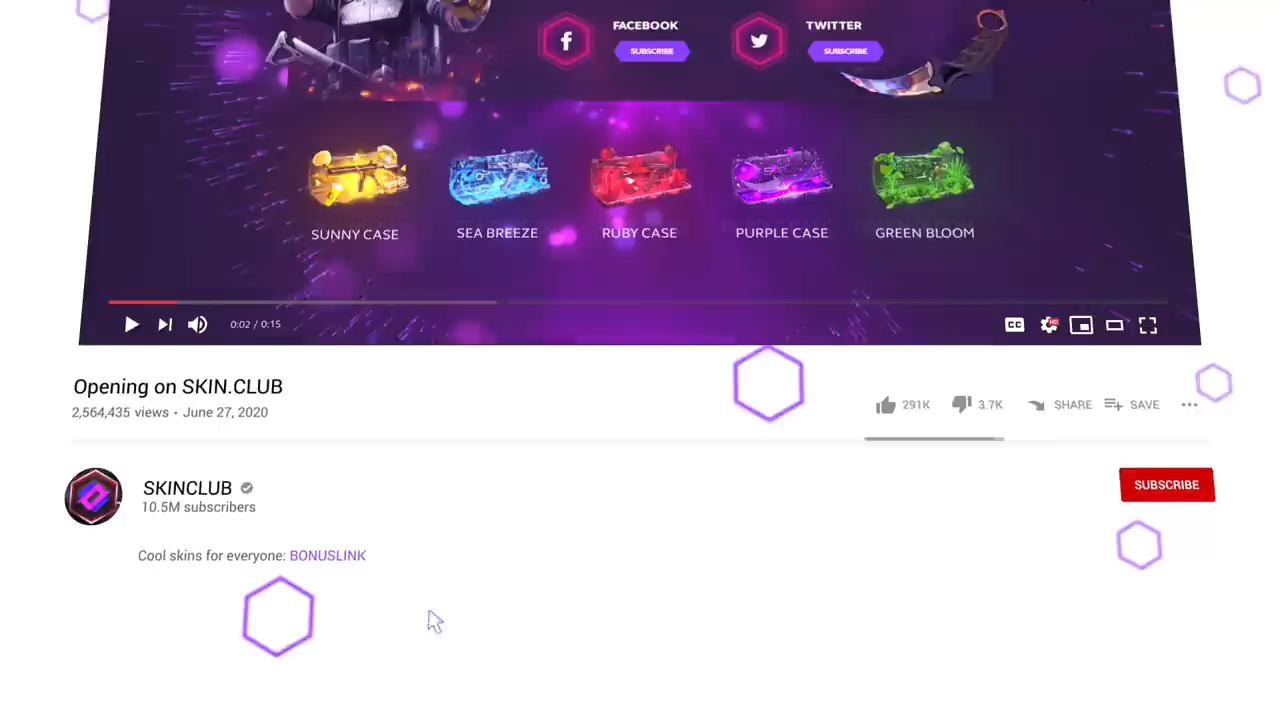 FACEBOOK
SUBSCRIBE
TWITTER
SUBSCRIBE
SUNNY CASE
SEA BREEZE
RUBY CASE
PURPLE CASE
GREEN BLOOM
0:02 / 0:15
CC
HD
Opening on SKIN.CLUB
2,564,435 views • June 27, 2020
291K
3.7K
SHARE
SAVE
SKINCLUB
10.5M subscribers
SUBSCRIBE
Cool skins for everyone: BONUSLINK